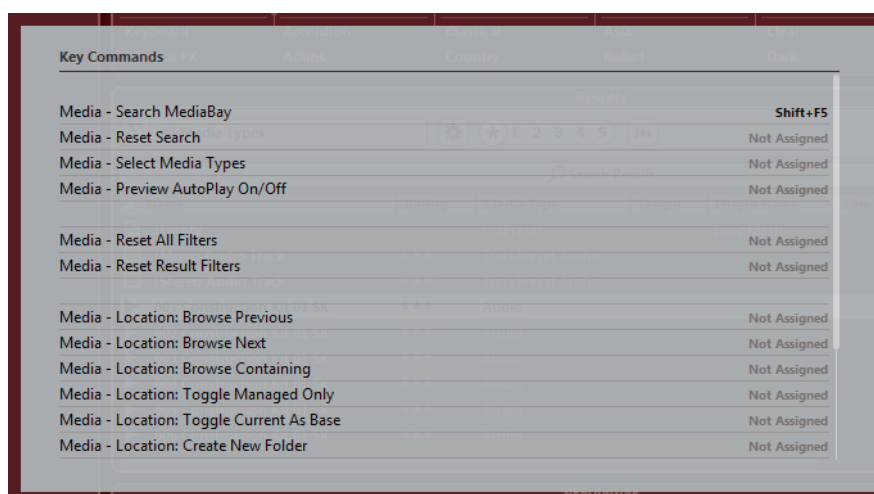 Key Commands
Media - Search MediaBay Shift+F5
Media - Reset Search Not Assigned
Media - Select Media Types Not Assigned
Media - Preview AutoPlay On/Off Not Assigned
Media - Reset All Filters Not Assigned
Media - Reset Result Filters Not Assigned
Media - Location: Browse Previous Not Assigned
Media - Location: Browse Next Not Assigned
Media - Location: Browse Containing Not Assigned
Media - Location: Toggle Managed Only Not Assigned
Media - Location: Toggle Current As Base Not Assigned
Media - Location: Create New Folder Not Assigned